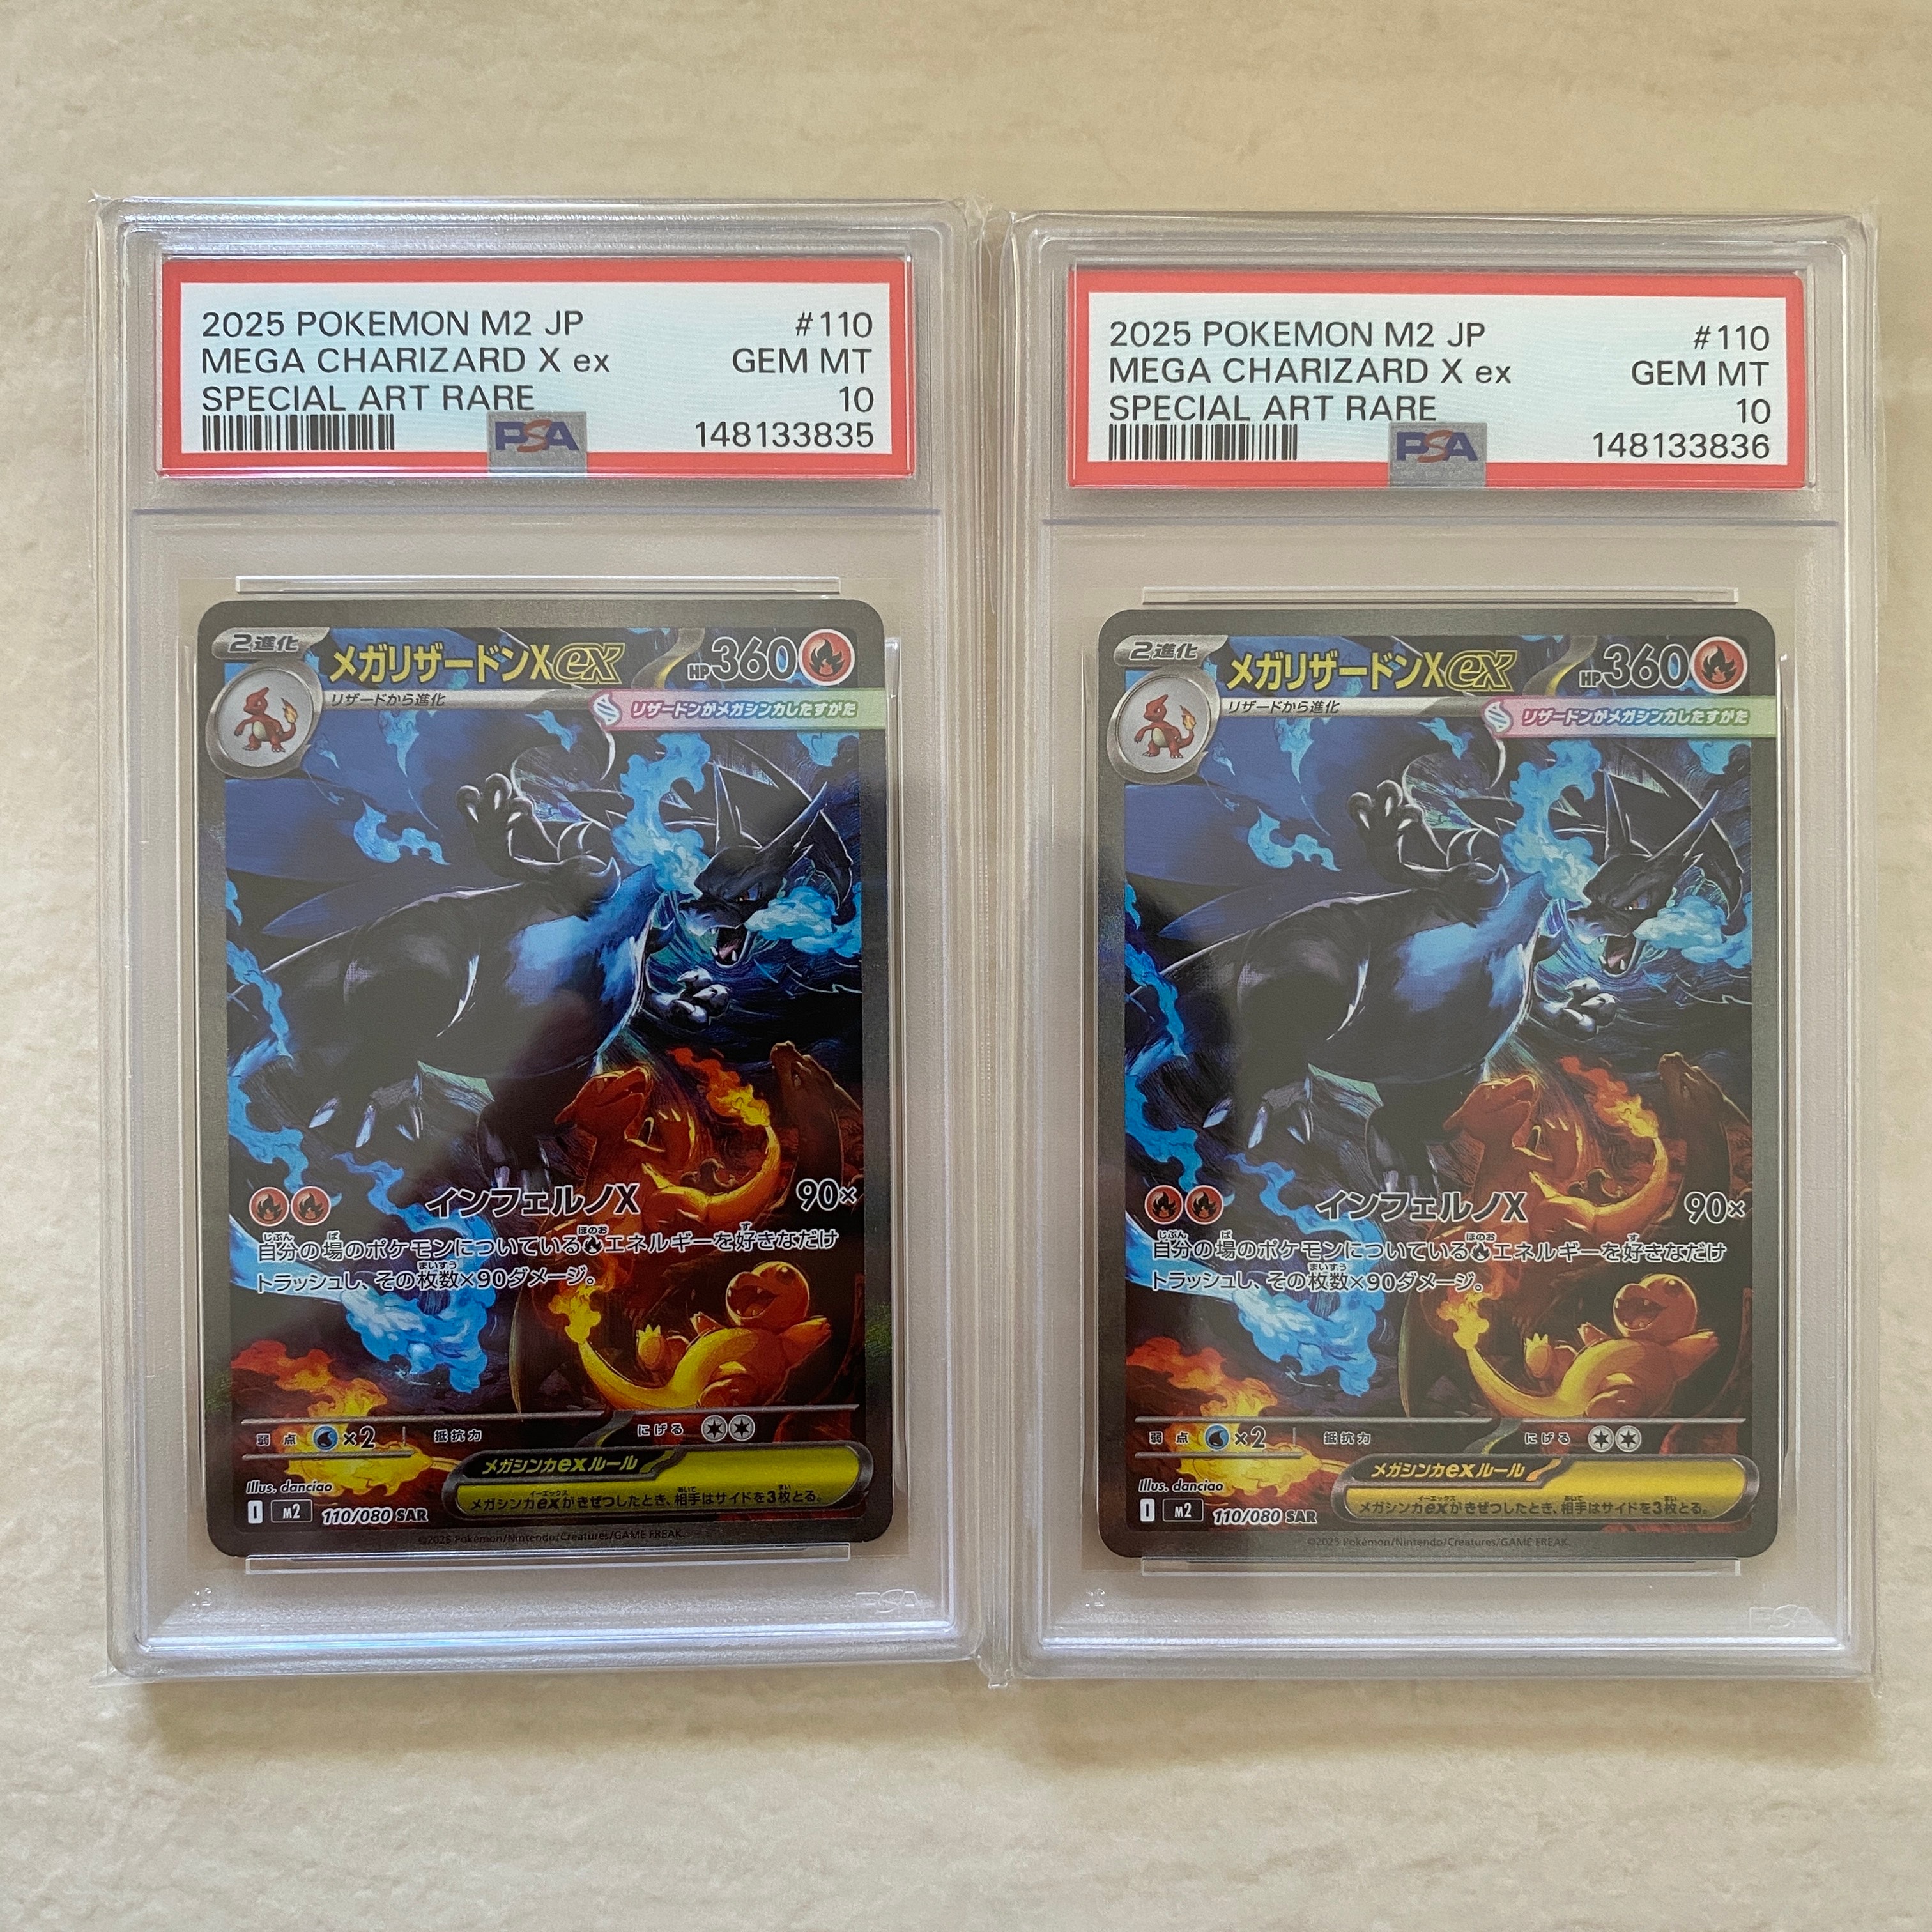 2025 POKEMON M2 JP #110
MEGA CHARIZARD X ex GEM MT
SPECIAL ART RARE 10
PSA 148133835
2進化 メガリザードンXex HP360
リザードから進化 リザードンがメガシンカしたすがた
インフェルノX 90×
自分の場のポケモンについているエネルギーを好きなだけ
トラッシュし、その枚数×90ダメージ。
弱点 ×2 抵抗力 にげる
メガシンカexルール
メガシンカexがきぜつしたとき、相手はサイドを3枚とる。
Illus. danciao
I M2 110/080 SAR
©2025 Pokémon/Nintendo/Creatures/GAME FREAK.
PSA
2025 POKEMON M2 JP #110
MEGA CHARIZARD X ex GEM MT
SPECIAL ART RARE 10
PSA 148133836
2進化 メガリザードンXex HP360
リザードから進化 リザードンがメガシンカしたすがた
インフェルノX 90×
自分の場のポケモンについているエネルギーを好きなだけ
トラッシュし、その枚数×90ダメージ。
弱点 ×2 抵抗力 にげる
メガシンカexルール
メガシンカexがきぜつしたとき、相手はサイドを3枚とる。
Illus. danciao
I M2 110/080 SAR
©2025 Pokémon/Nintendo/Creatures/GAME FREAK.
PSA